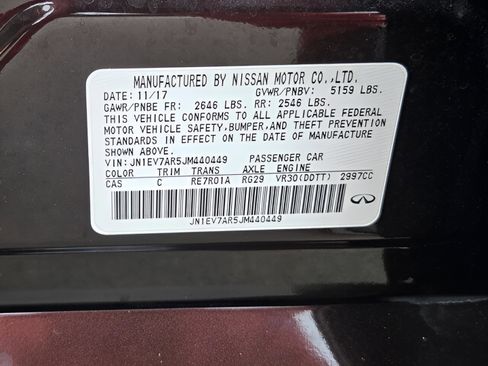 MANUFACTURED BY NISSAN MOTOR CO.,LTD.
DATE: 11/17 GVWR/PNBV: 5159 LBS.
GAWR/PNBE FR: 2646 LBS. RR: 2546 LBS.
THIS VEHICLE CONFORMS TO ALL APPLICABLE FEDERAL
MOTOR VEHICLE SAFETY, BUMPER, AND THEFT PREVENTION
STANDARDS IN EFFECT ON THE DATE OF MANUFACTURE
SHOWN ABOVE.
VIN: JN1EV7AR5JM440449 PASSENGER CAR
COLOR TRIM TRANS AXLE ENGINE
CAS C RE7R01A RG29 VR30(DDTT) 2997CC
JN1EV7AR5JM440449